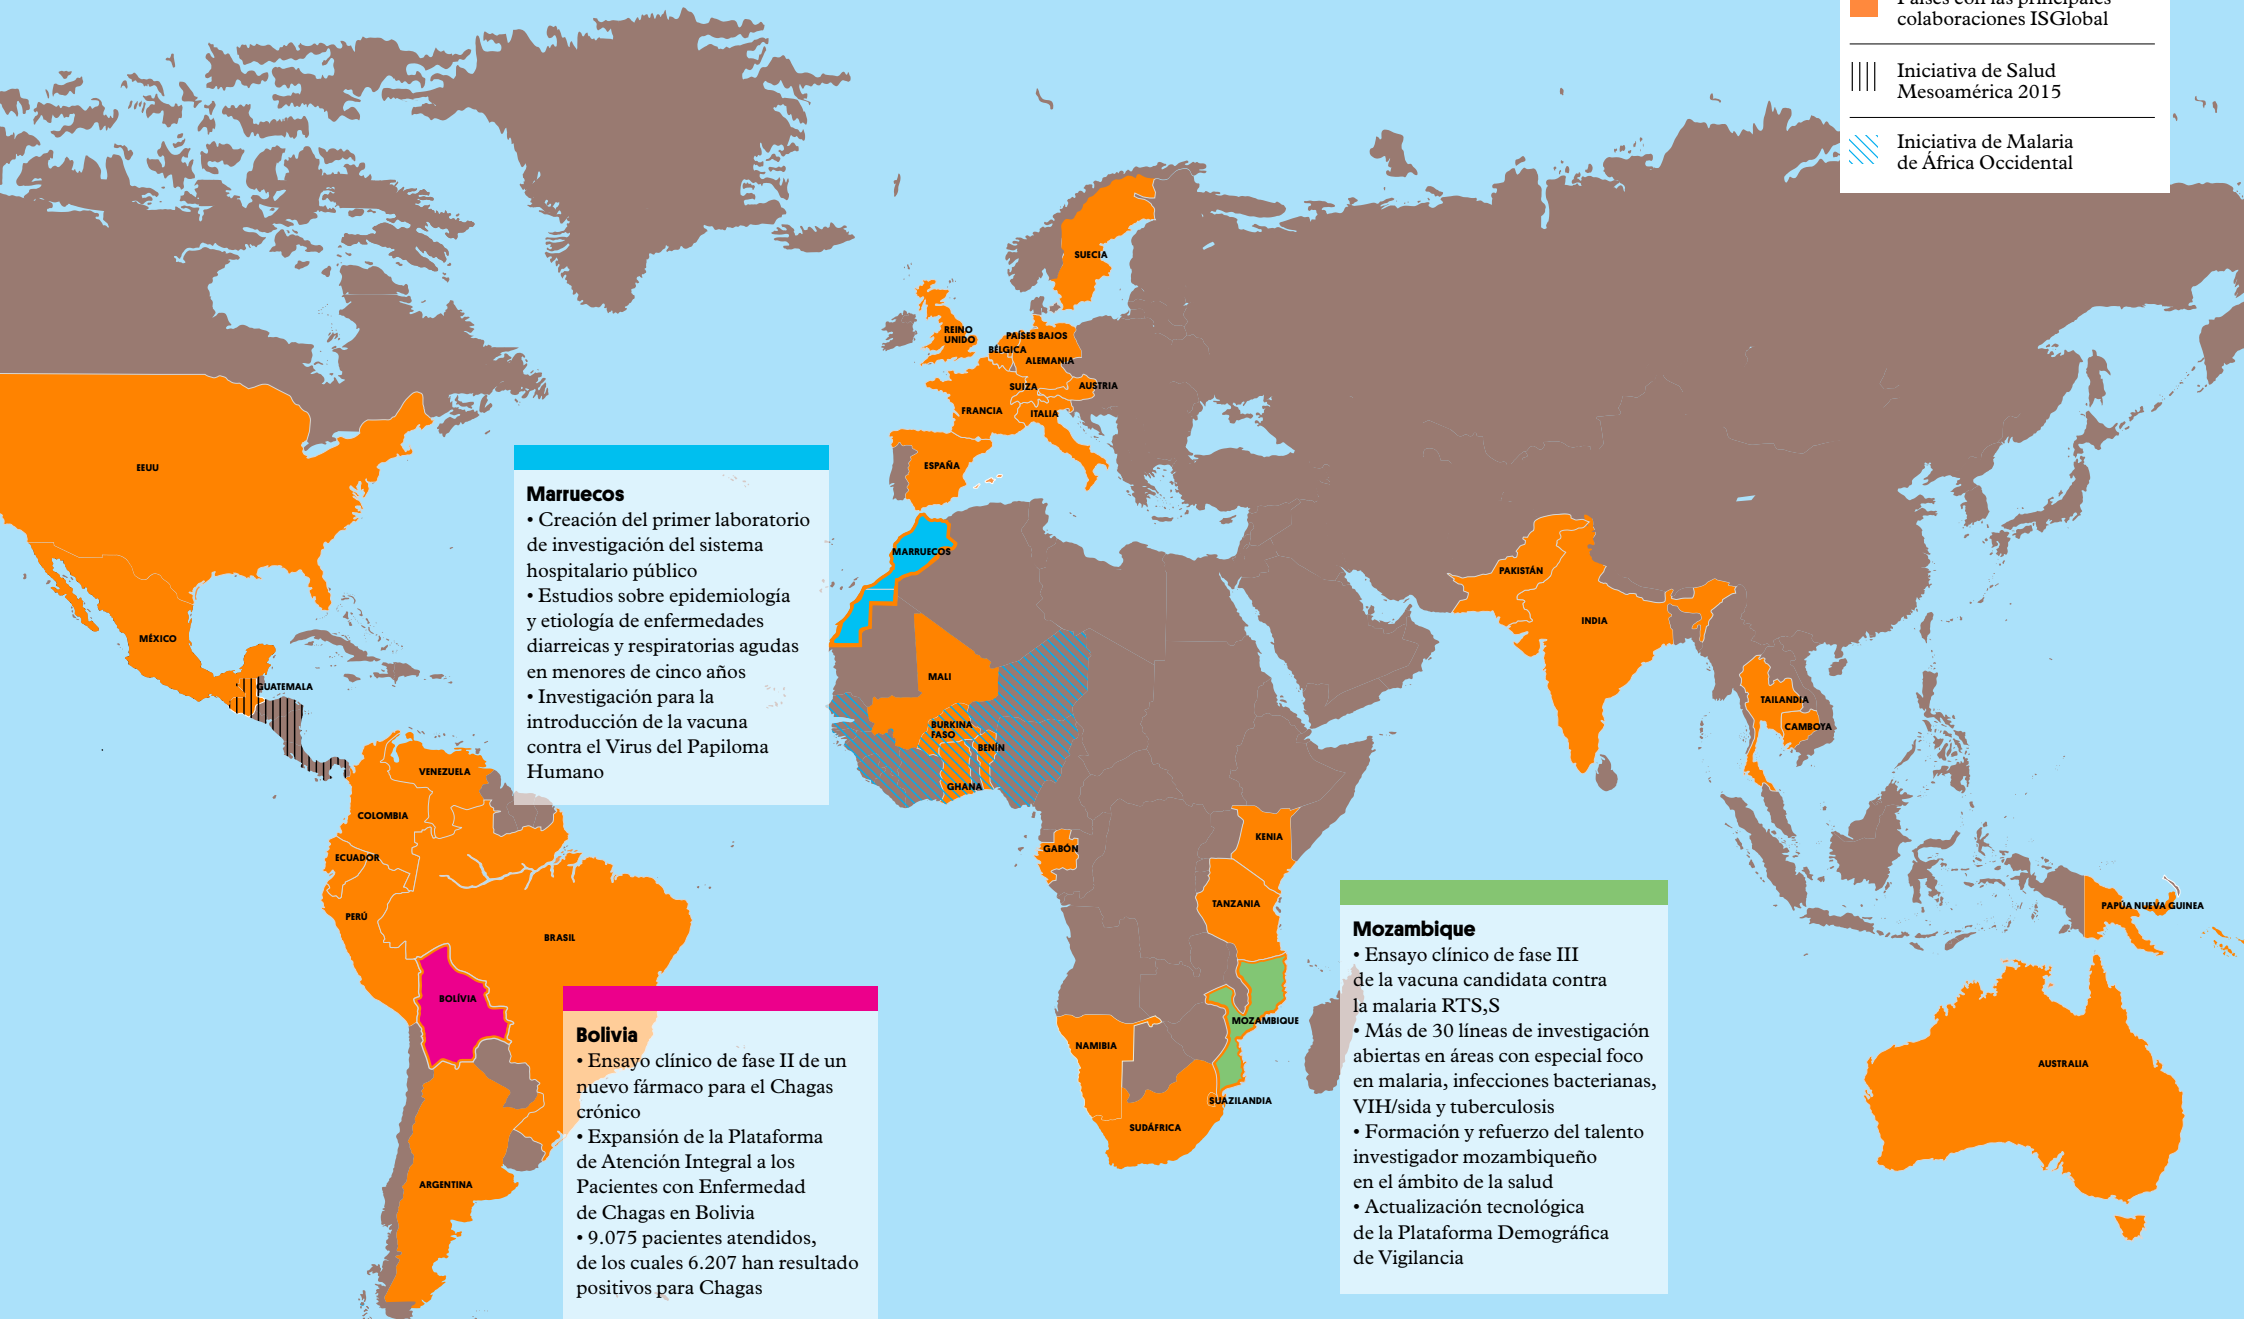 Países con las principales
colaboraciones ISGlobal
Iniciativa de Salud
Mesoamérica 2015
Iniciativa de Malaria
de África Occidental
SUECIA
REINO
UNIDO
PAÍSES BAJOS
BÉLGICA
ALEMANIA
SUIZA
AUSTRIA
FRANCIA
ITALIA
ESPAÑA
EEUU
MÉXICO
GUATEMALA
Marruecos
• Creación del primer laboratorio
de investigación del sistema
hospitalario público
• Estudios sobre epidemiología
y etiología de enfermedades
diarreicas y respiratorias agudas
en menores de cinco años
• Investigación para la
introducción de la vacuna
contra el Virus del Papiloma
Humano
MARRUECOS
MALI
BURKINA
FASO
BENÍN
GHANA
PAKISTÁN
INDIA
TAILANDIA
CAMBOYA
VENEZUELA
COLOMBIA
ECUADOR
PERÚ
BRASIL
BOLÍVIA
ARGENTINA
GABÓN
KENIA
TANZANIA
MOZAMBIQUE
NAMIBIA
SUAZILANDIA
SUDÁFRICA
PAPÚA NUEVA GUINEA
AUSTRALIA
Bolivia
• Ensayo clínico de fase II de un
nuevo fármaco para el Chagas
crónico
• Expansión de la Plataforma
de Atención Integral a los
Pacientes con Enfermedad
de Chagas en Bolivia
• 9.075 pacientes atendidos,
de los cuales 6.207 han resultado
positivos para Chagas
Mozambique
• Ensayo clínico de fase III
de la vacuna candidata contra
la malaria RTS,S
• Más de 30 líneas de investigación
abiertas en áreas con especial foco
en malaria, infecciones bacterianas,
VIH/sida y tuberculosis
• Formación y refuerzo del talento
investigador mozambiqueño
en el ámbito de la salud
• Actualización tecnológica
de la Plataforma Demográfica
de Vigilancia